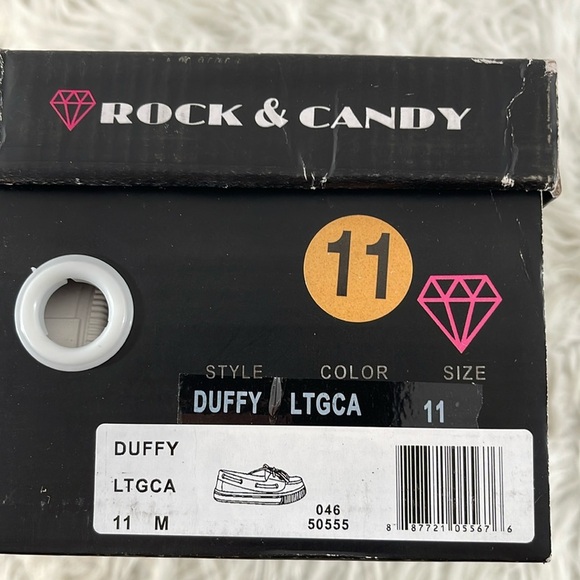 ROCK & CANDY
11
STYLE COLOR SIZE
DUFFY LTGCA 11
DUFFY
LTGCA
11 M
046
50555
8 87721 05567 6